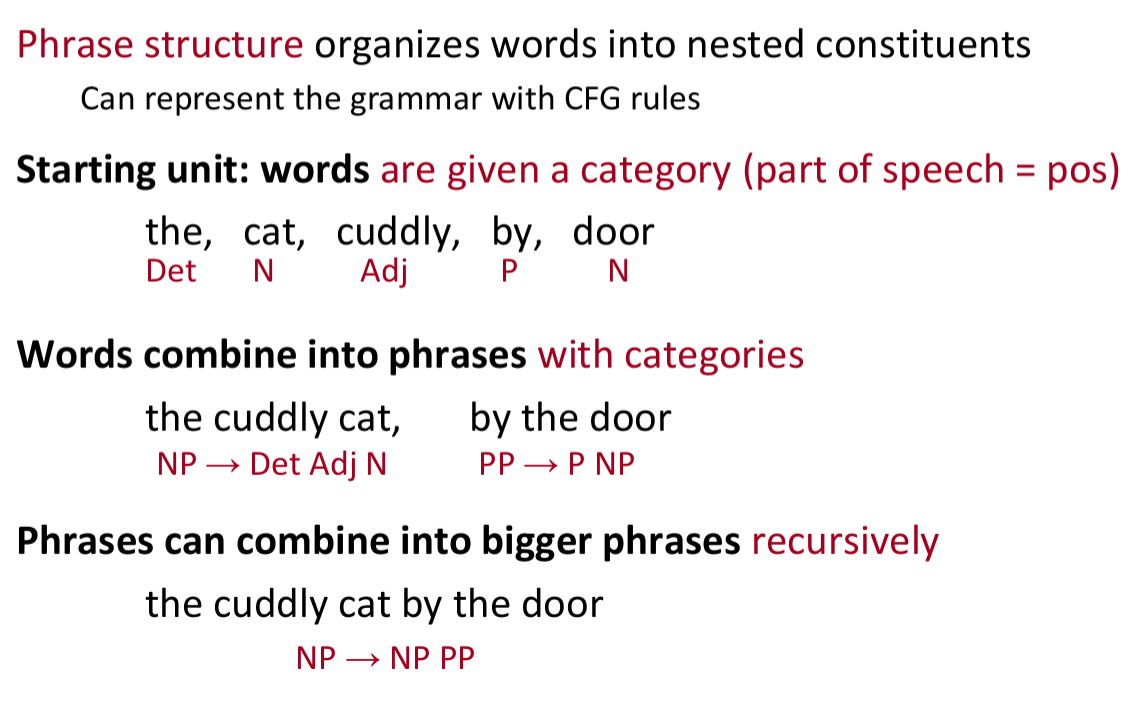 Phrase structure organizes words into nested constituents
Can represent the grammar with CFG rules
Starting unit: words are given a category (part of speech = pos)
the, cat, cuddly, by, door
Det N Adj P N
Words combine into phrases with categories
the cuddly cat, by the door
NP → Det Adj N PP → P NP
Phrases can combine into bigger phrases recursively
the cuddly cat by the door
NP → NP PP